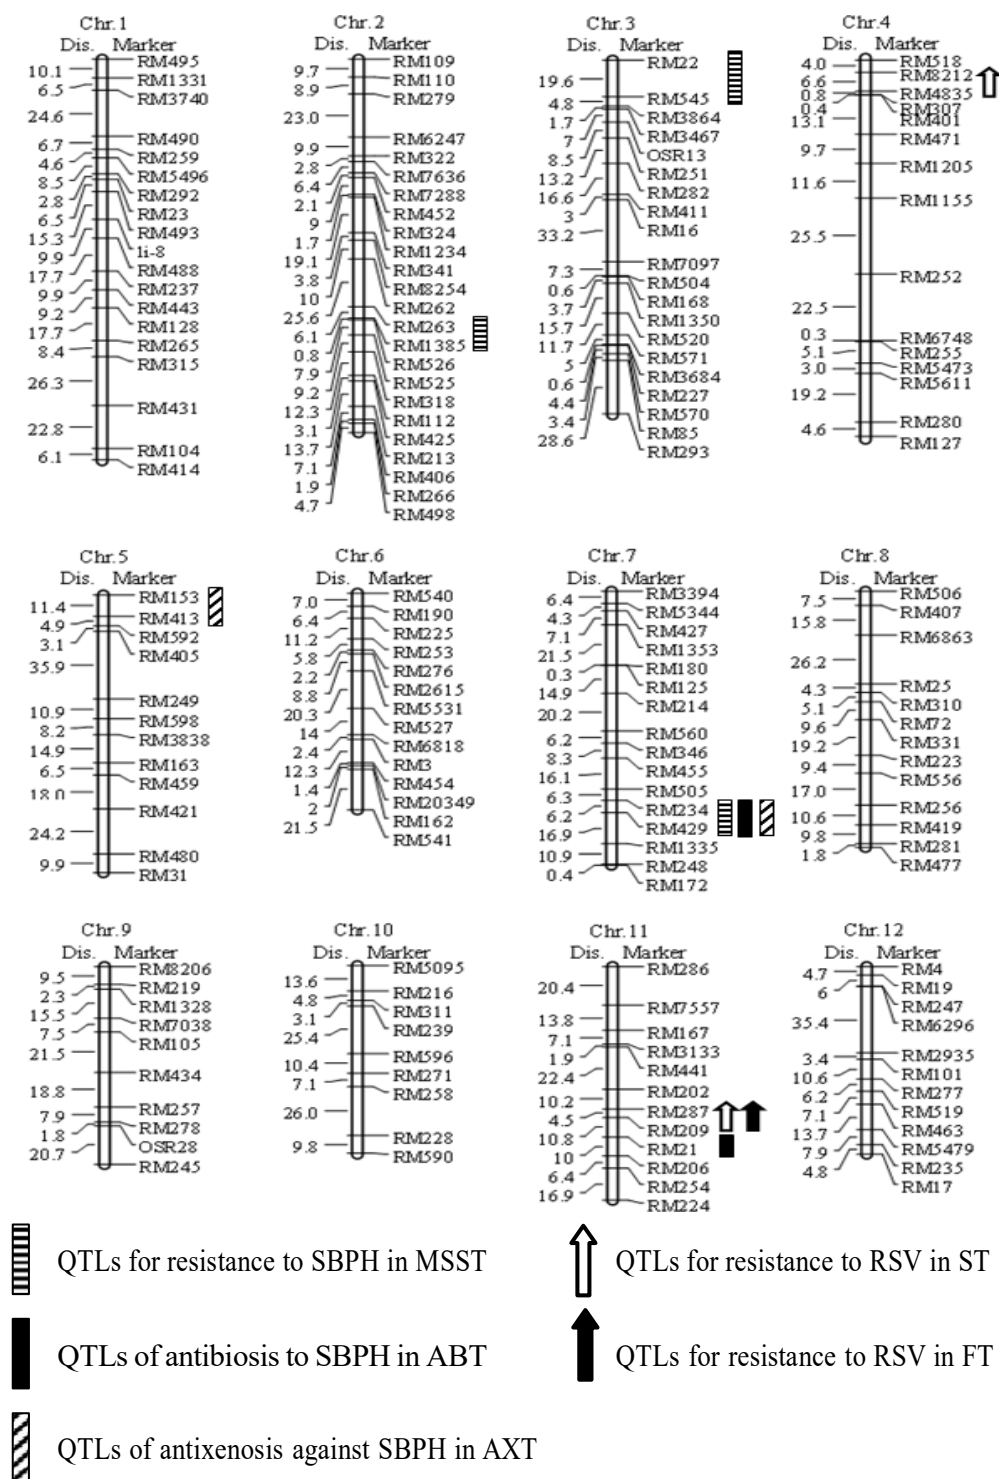 Chr.1
Dis. Marker
10.1
6.5
24.6
6.7
4.6
8.5
2.8
6.5
15.3
9.9
17.7
9.9
9.2
17.7
8.4
26.3
22.8
6.1
RM495
RM1331
RM3740
RM490
RM259
RM5496
RM292
RM23
RM493
li-8
RM488
RM237
RM443
RM128
RM265
RM315
RM431
RM104
RM414
Chr.2
Dis. Marker
9.7
8.9
23.0
9.9
2.8
6.4
2.1
9
1.7
19.1
3.8
10
25.6
6.1
0.8
7.9
9.2
12.3
3.1
13.7
7.1
1.9
4.7
RM109
RM110
RM279
RM6247
RM322
RM7636
RM7288
RM452
RM324
RM1234
RM341
RM8254
RM262
RM263
RM1385
RM526
RM525
RM318
RM112
RM425
RM213
RM406
RM266
RM498
Chr.3
Dis. Marker
19.6
4.8
1.7
7
8.5
13.2
16.6
3
33.2
7.3
0.6
3.7
15.7
11.7
5
0.6
4.4
3.4
28.6
RM22
RM545
RM3864
RM3467
OSR13
RM251
RM282
RM411
RM16
RM7097
RM504
RM168
RM1350
RM520
RM571
RM3684
RM227
RM570
RM85
RM293
Chr.4
Dis. Marker
4.0
6.6
0.8
0.4
13.1
9.7
11.6
25.5
22.5
0.3
5.1
3.0
19.2
4.6
RM518
RM8212
RM4835
RM307
RM401
RM471
RM1205
RM1155
RM252
RM6748
RM255
RM5473
RM5611
RM280
RM127
Chr.5
Dis. Marker
11.4
4.9
3.1
35.9
10.9
8.2
14.9
6.5
18.0
24.2
9.9
RM153
RM413
RM592
RM405
RM249
RM598
RM3838
RM163
RM459
RM421
RM480
RM31
Chr.6
Dis. Marker
7.0
6.4
11.2
5.8
2.2
8.8
20.3
14
2.4
12.3
1.4
2
21.5
RM540
RM190
RM225
RM253
RM276
RM2615
RM5531
RM527
RM6818
RM3
RM454
RM20349
RM162
RM541
Chr.7
Dis. Marker
6.4
4.3
7.1
21.5
0.3
14.9
20.2
6.2
8.3
16.1
6.3
6.2
16.9
10.9
0.4
RM3394
RM5344
RM427
RM1353
RM180
RM125
RM214
RM560
RM346
RM455
RM505
RM234
RM429
RM1335
RM248
RM172
Chr.8
Dis. Marker
7.5
15.8
26.2
4.3
5.1
9.6
19.2
9.4
17.0
10.6
9.8
1.8
RM506
RM407
RM6863
RM25
RM310
RM72
RM331
RM223
RM556
RM256
RM419
RM281
RM477
Chr.9
Dis. Marker
9.5
2.3
15.5
7.5
21.5
18.8
7.9
1.8
20.7
RM8206
RM219
RM1328
RM7038
RM105
RM434
RM257
RM278
OSR28
RM245
Chr.10
Dis. Marker
13.6
4.8
3.1
25.4
10.4
7.1
26.0
9.8
RM5095
RM216
RM311
RM239
RM596
RM271
RM258
RM228
RM590
Chr.11
Dis. Marker
20.4
13.8
7.1
1.9
22.4
10.2
4.5
10.8
10
6.4
16.9
RM286
RM7557
RM167
RM3133
RM441
RM202
RM287
RM209
RM21
RM206
RM254
RM224
Chr.12
Dis. Marker
4.7
6
35.4
3.4
10.6
6.2
7.1
13.7
7.9
4.8
RM4
RM19
RM247
RM6296
RM2935
RM101
RM277
RM519
RM463
RM5479
RM235
RM17
QTLs for resistance to SBPH in MSST
QTLs for resistance to RSV in ST
QTLs of antibiosis to SBPH in ABT
QTLs for resistance to RSV in FT
QTLs of antixenosis against SBPH in AXT